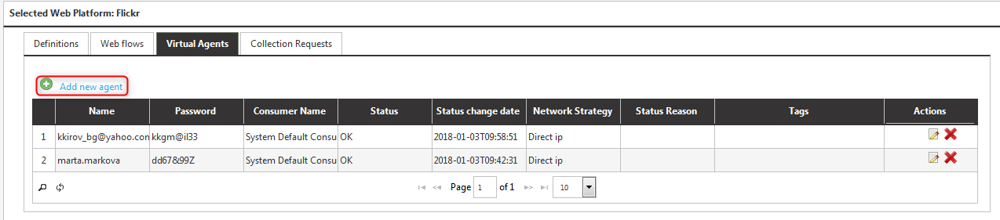 Selected Web Platform: Flickr
Definitions Web flows Virtual Agents Collection Requests
Add new agent
Name Password Consumer Name Status Status change date Network Strategy Status Reason Tags Actions
1 kkirov_bg@yahoo.com kkgm@il33 System Default Consu OK 2018-01-03T09:58:51 Direct ip
2 marta.markova dd67&99Z System Default Consu OK 2018-01-03T09:42:31 Direct ip
Page 1 of 1 10